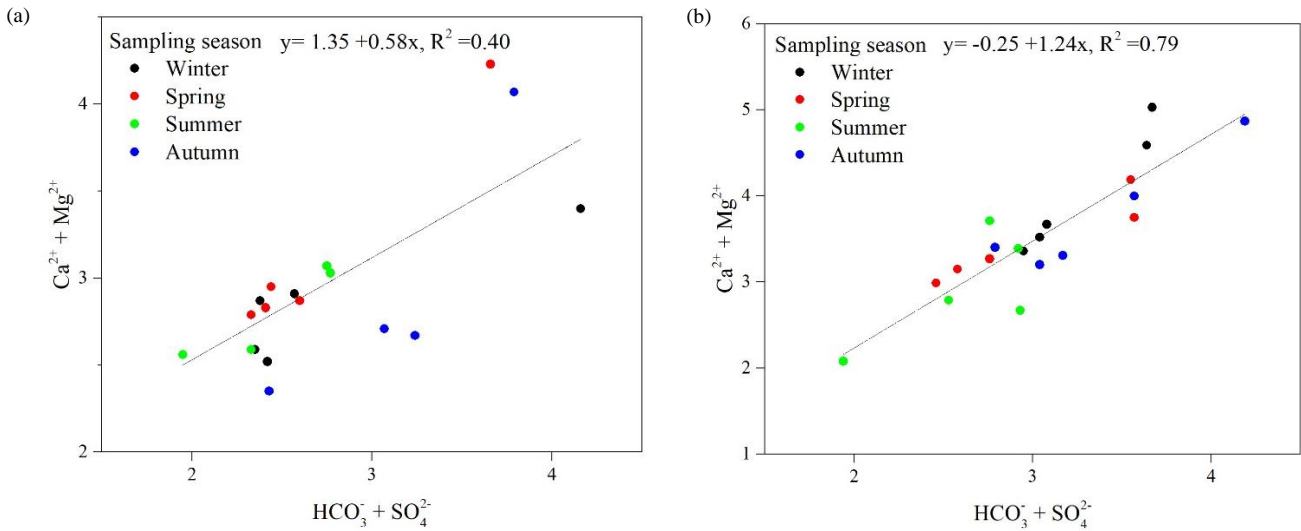 (a)
Sampling season y= 1.35 +0.58x, R² =0.40
Winter
Spring
Summer
Autumn
4
3
2
Ca²⁺ + Mg²⁺
2 3 4
HCO₃⁻ + SO₄²⁻
(b)
Sampling season y= -0.25 +1.24x, R² =0.79
Winter
Spring
Summer
Autumn
6
5
4
3
2
1
Ca²⁺ + Mg²⁺
2 3 4
HCO₃⁻ + SO₄²⁻